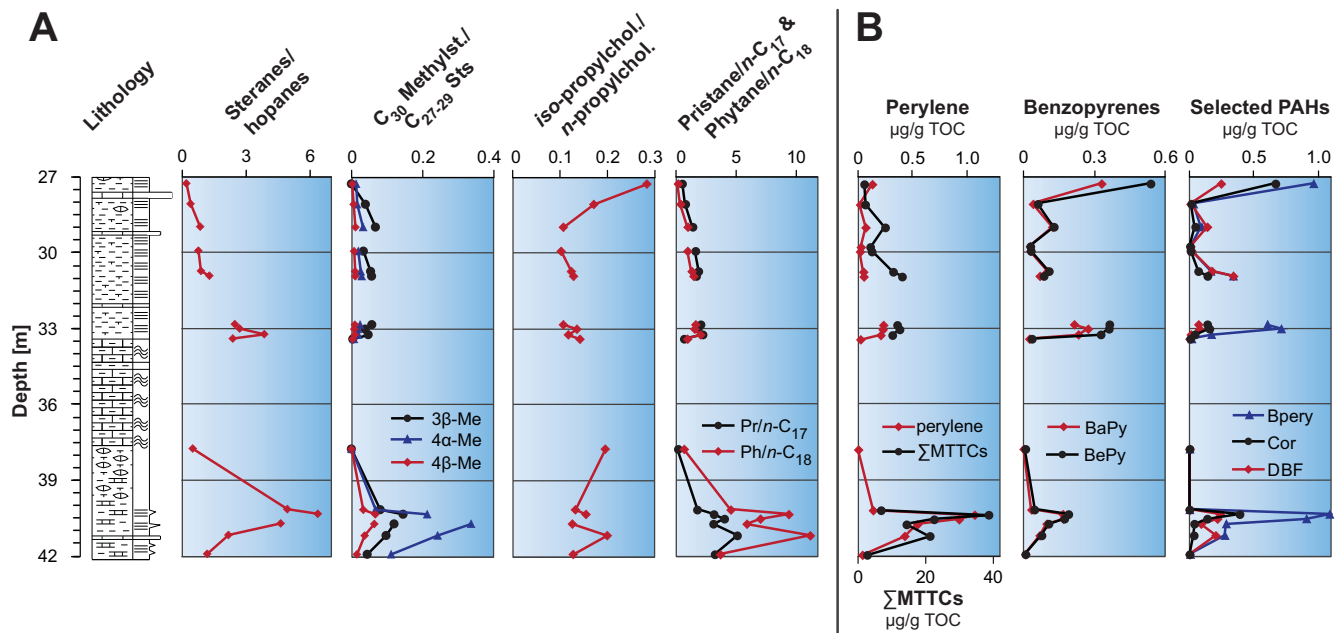 A
B
Lithology
Steranes/
hopanes
C₃₀ Methylst./
C₂₇₋₂₉ Sts
iso-propylchol./
n-propylchol.
Pristane/n-C₁₇ &
Phytane/n-C₁₈
Perylene
µg/g TOC
Benzopyrenes
µg/g TOC
Selected PAHs
µg/g TOC
0 3 6
0 0.2 0.4
0 0.1 0.2 0.3
0 5 10
0 0.5 1.0
0 0.3 0.6
0 0.5 1.0
Depth [m]
27
30
33
36
39
42
3β-Me
4α-Me
4β-Me
Pr/n-C₁₇
Ph/n-C₁₈
perylene
∑MTTCs
BaPy
BePy
Bpery
Cor
DBF
0 20 40
∑MTTCs
µg/g TOC